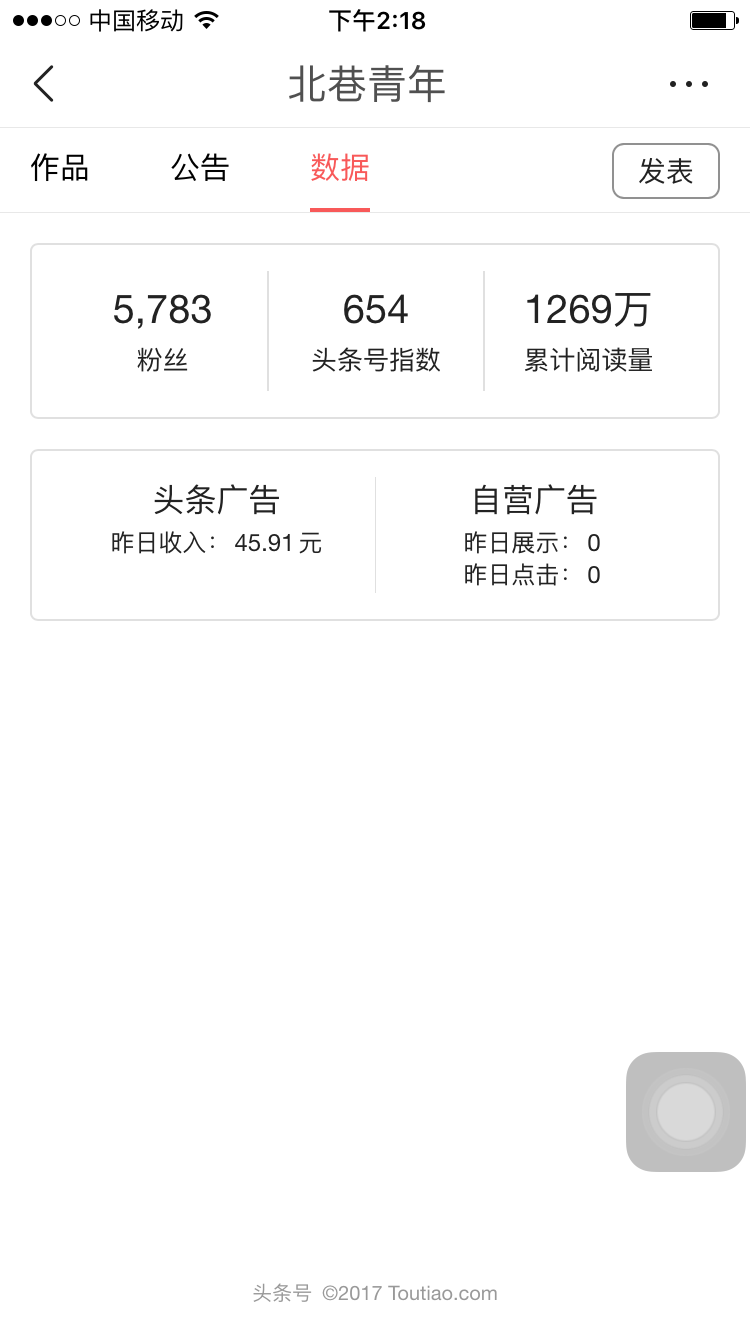 中国移动 下午2:18
北巷青年
作品 公告 数据 发表
5,783 654 1269万
粉丝 头条号指数 累计阅读量
头条广告 自营广告
昨日收入: 45.91元 昨日展示: 0
昨日点击: 0
头条号 ©2017 Toutiao.com